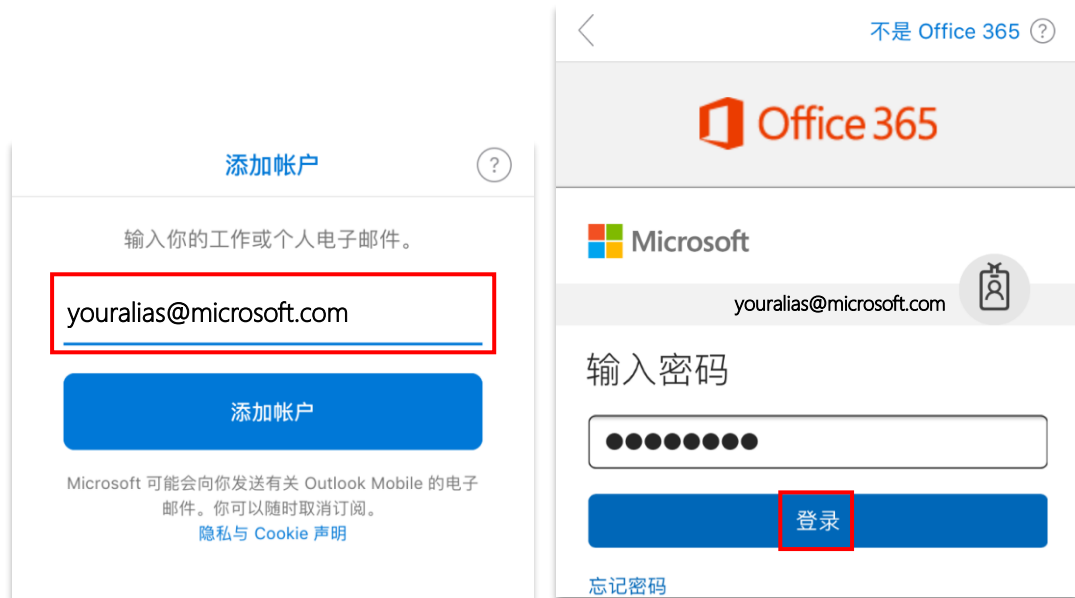 添加帐户
?
输入你的工作或个人电子邮件。
youralias@microsoft.com
添加帐户
Microsoft 可能会向你发送有关 Outlook Mobile 的电子
邮件。你可以随时取消订阅。
隐私与 Cookie 声明
不是 Office 365 ?
Office 365
Microsoft
youralias@microsoft.com
输入密码
登录
忘记密码